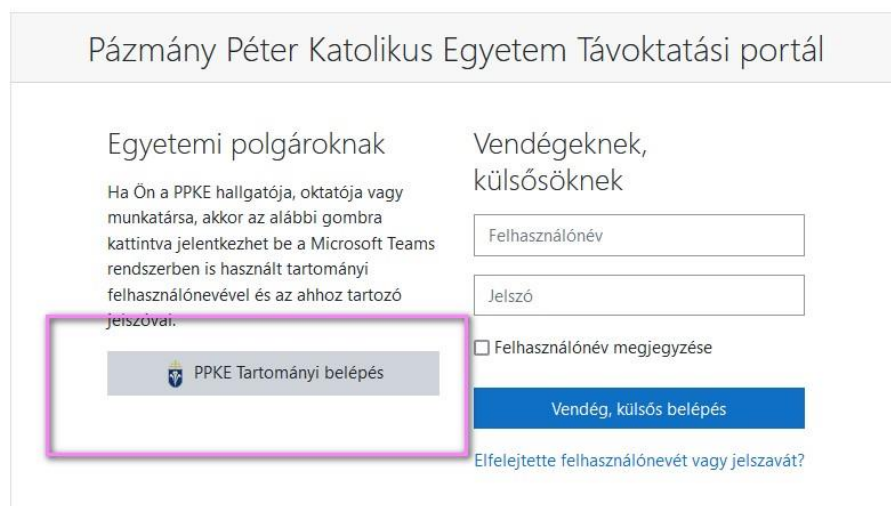 Pázmány Péter Katolikus Egyetem Távoktatási portál
Egyetemi polgároknak
Ha Ön a PPKE hallgatója, oktatója vagy
munkatársa, akkor az alábbi gombra
kattintva jelentkezhet be a Microsoft Teams
rendszerben is használt tartományi
felhasználónevével és az ahhoz tartozó
jelszóval.
PPKE Tartományi belépés
Vendégeknek,
külsősöknek
Felhasználónév
Jelszó
Felhasználónév megjegyzése
Vendég, külsős belépés
Elfelejtette felhasználónevét vagy jelszavát?